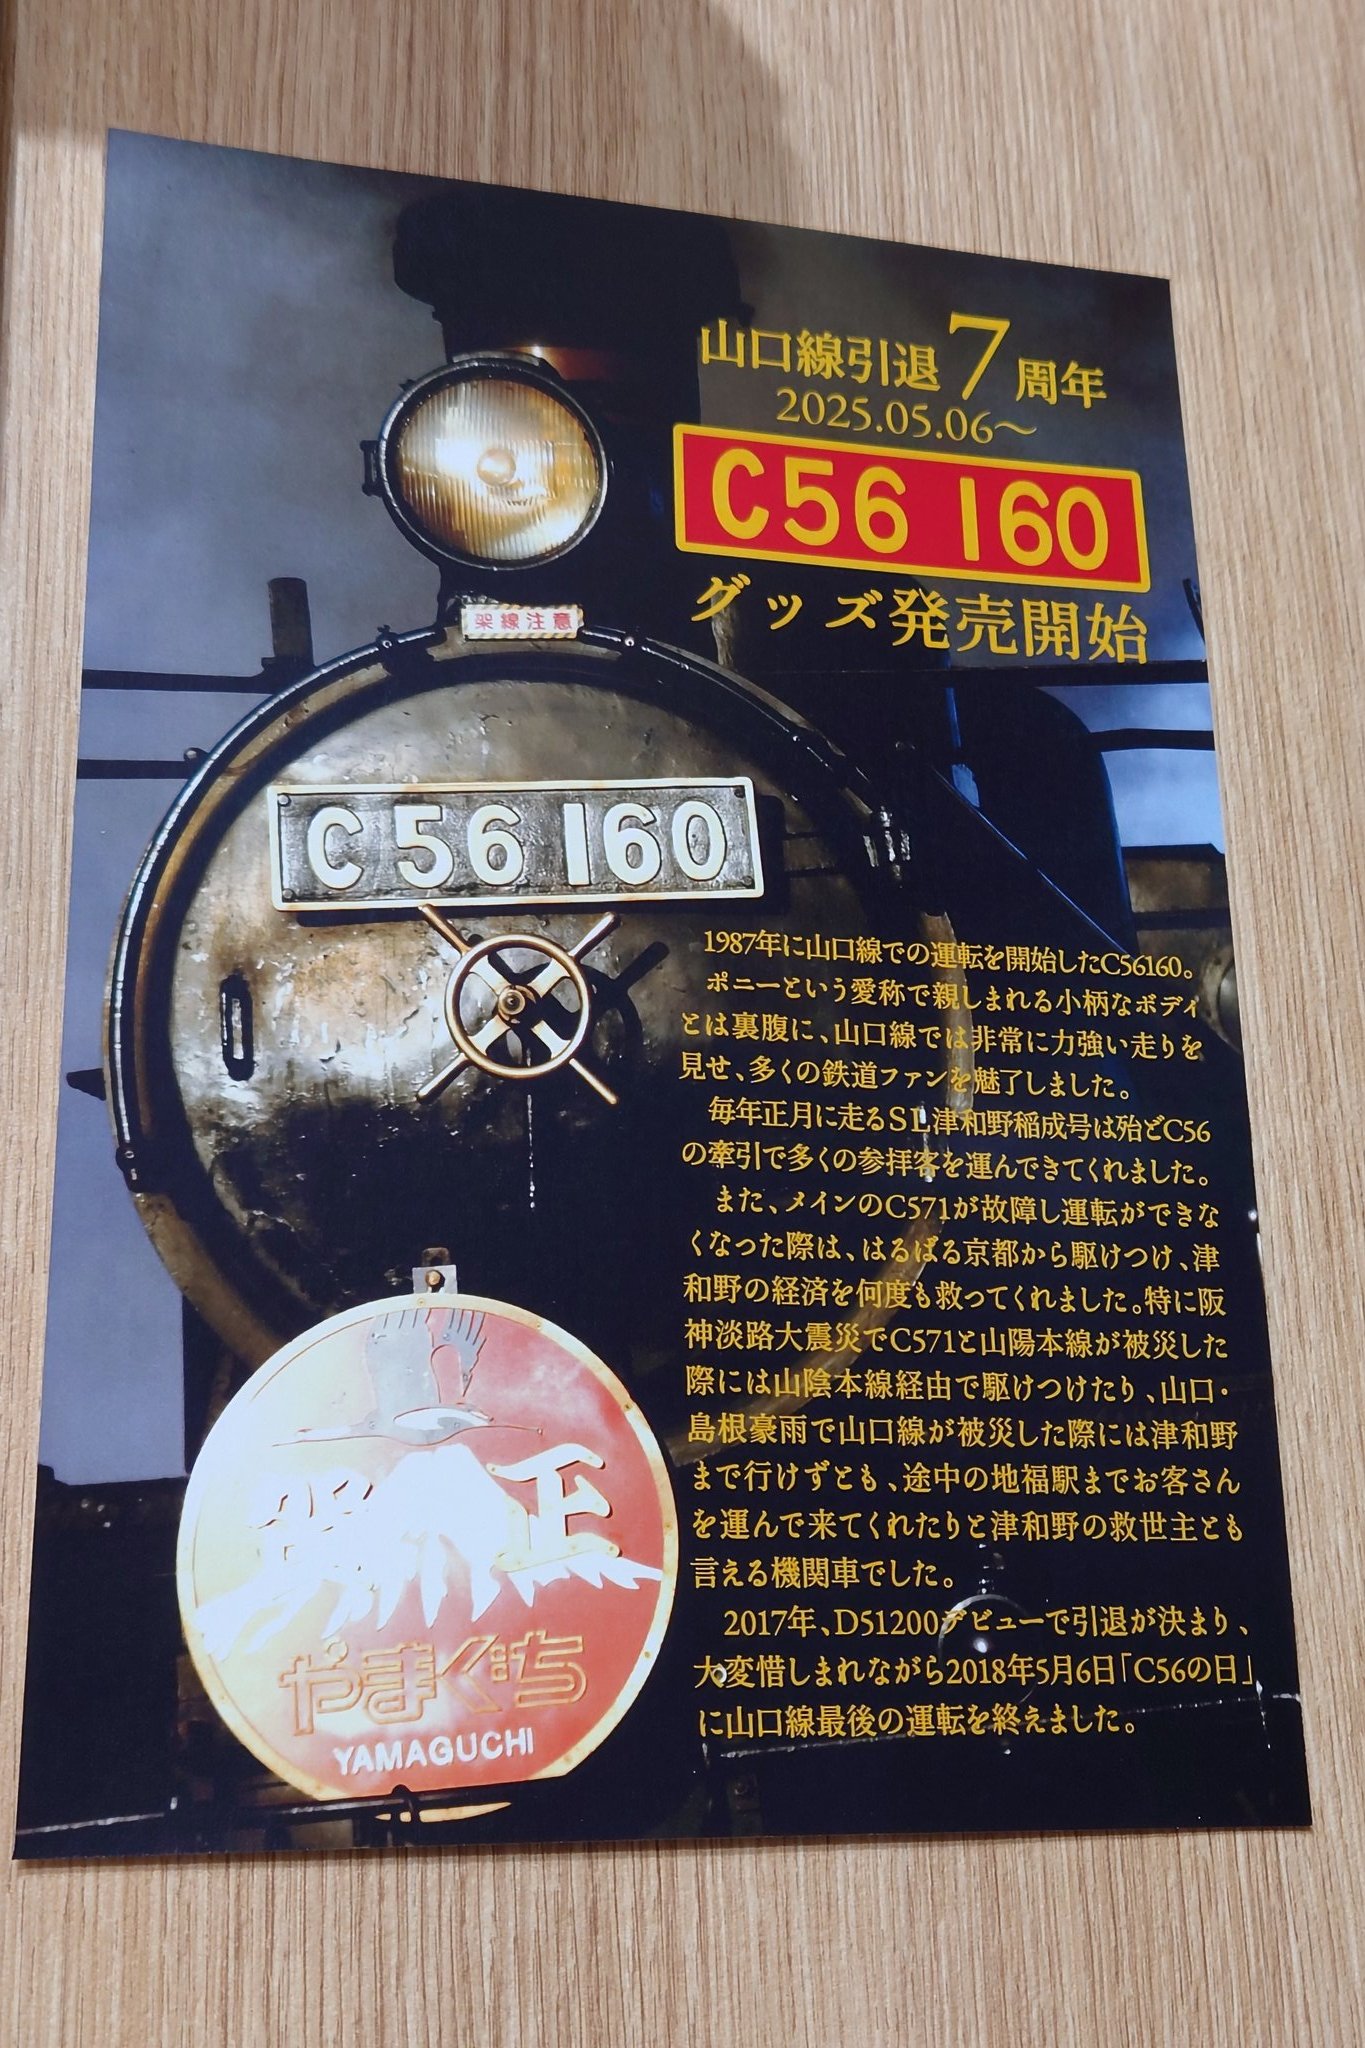 山口線引退7周年
2025.05.06〜
C56 160
グッズ発売開始
架線注意
C56 160
1987年に山口線での運転を開始したC56160。
ポニーという愛称で親しまれる小柄なボディ
とは裏腹に、山口線では非常に力強い走りを
見せ、多くの鉄道ファンを魅了しました。
毎年正月に走るSL津和野稲成号は殆どC56
の牽引で多くの参拝客を運んできてくれました。
また、メインのC571が故障し運転ができな
くなった際は、はるばる京都から駆けつけ、津
和野の経済を何度も救ってくれました。特に阪
神淡路大震災でC571と山陽本線が被災した
際には山陰本線経由で駆けつけたり、山口・
島根豪雨で山口線が被災した際には津和野
まで行けずとも、途中の地福駅までお客さん
を運んで来てくれたりと津和野の救世主とも
言える機関車でした。
2017年、D51200デビューで引退が決まり、
大変惜しまれながら2018年5月6日「C56の日」
に山口線最後の運転を終えました。
正
やまぐち
YAMAGUCHI